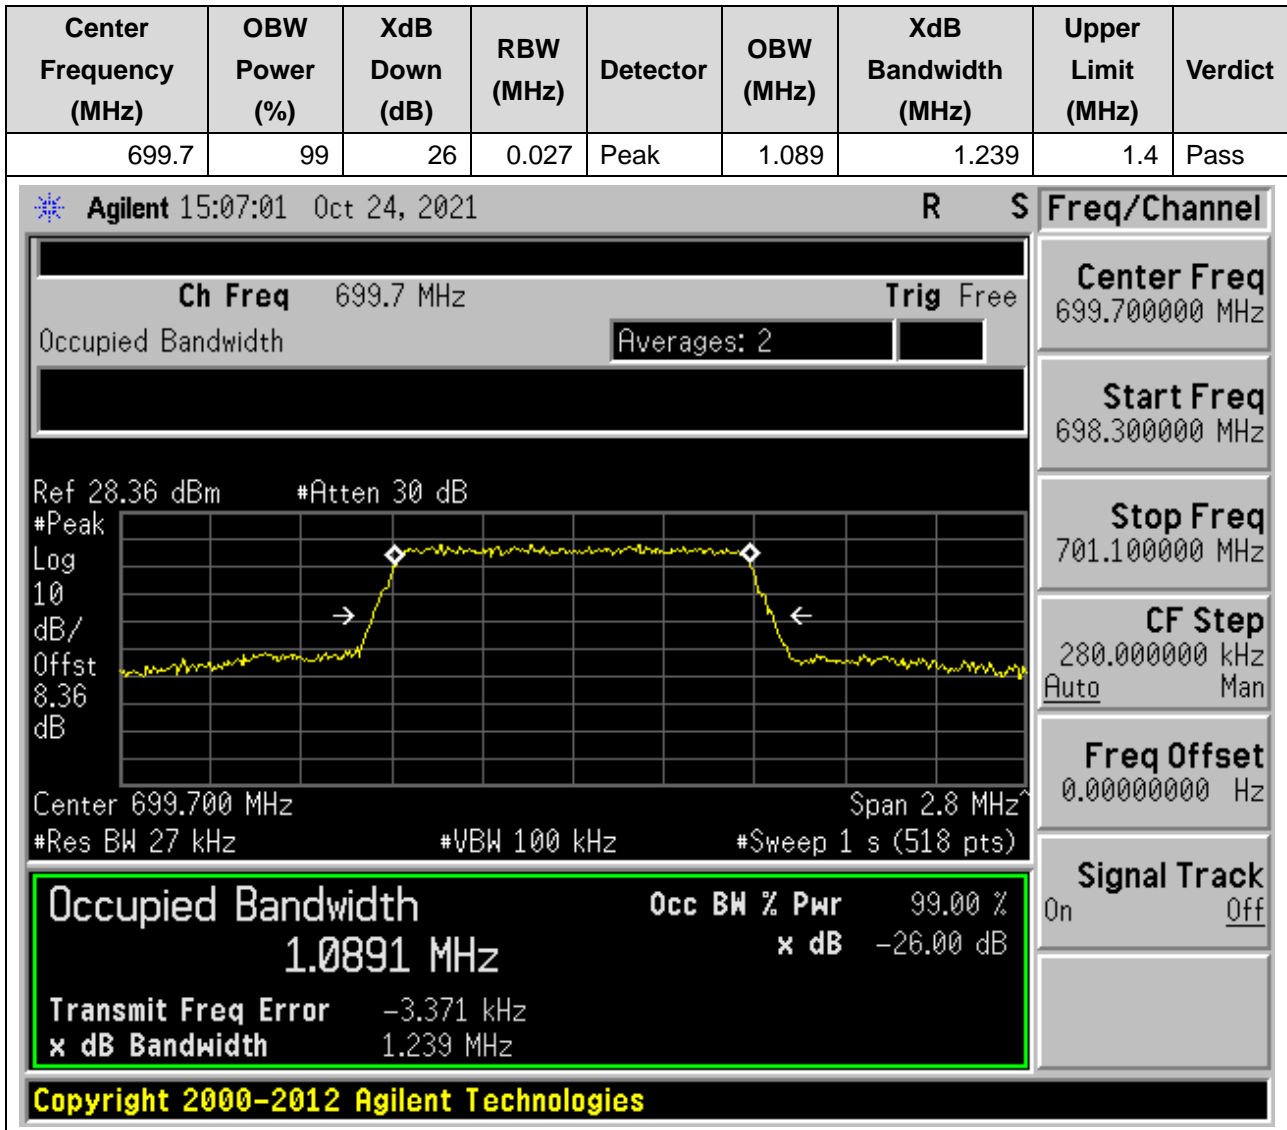 Center Frequency (MHz) OBW Power (%) XdB Down (dB) RBW (MHz) Detector OBW (MHz) XdB Bandwidth (MHz) Upper Limit (MHz) Verdict
699.7 99 26 0.027 Peak 1.089 1.239 1.4 Pass
Agilent 15:07:01 Oct 24, 2021 R S Freq/Channel
Ch Freq 699.7 MHz Trig Free
Occupied Bandwidth Averages: 2
Center Freq
699.700000 MHz
Start Freq
698.300000 MHz
Stop Freq
701.100000 MHz
CF Step
280.000000 kHz
Auto Man
Freq Offset
0.00000000 Hz
Signal Track
On Off
Ref 28.36 dBm #Atten 30 dB
#Peak
Log
10
dB/
Offst
8.36
dB
Center 699.700 MHz Span 2.8 MHz^
#Res BW 27 kHz #VBW 100 kHz #Sweep 1 s (518 pts)
Occupied Bandwidth Occ BW % Pwr 99.00 %
1.0891 MHz x dB -26.00 dB
Transmit Freq Error -3.371 kHz
x dB Bandwidth 1.239 MHz
Copyright 2000-2012 Agilent Technologies